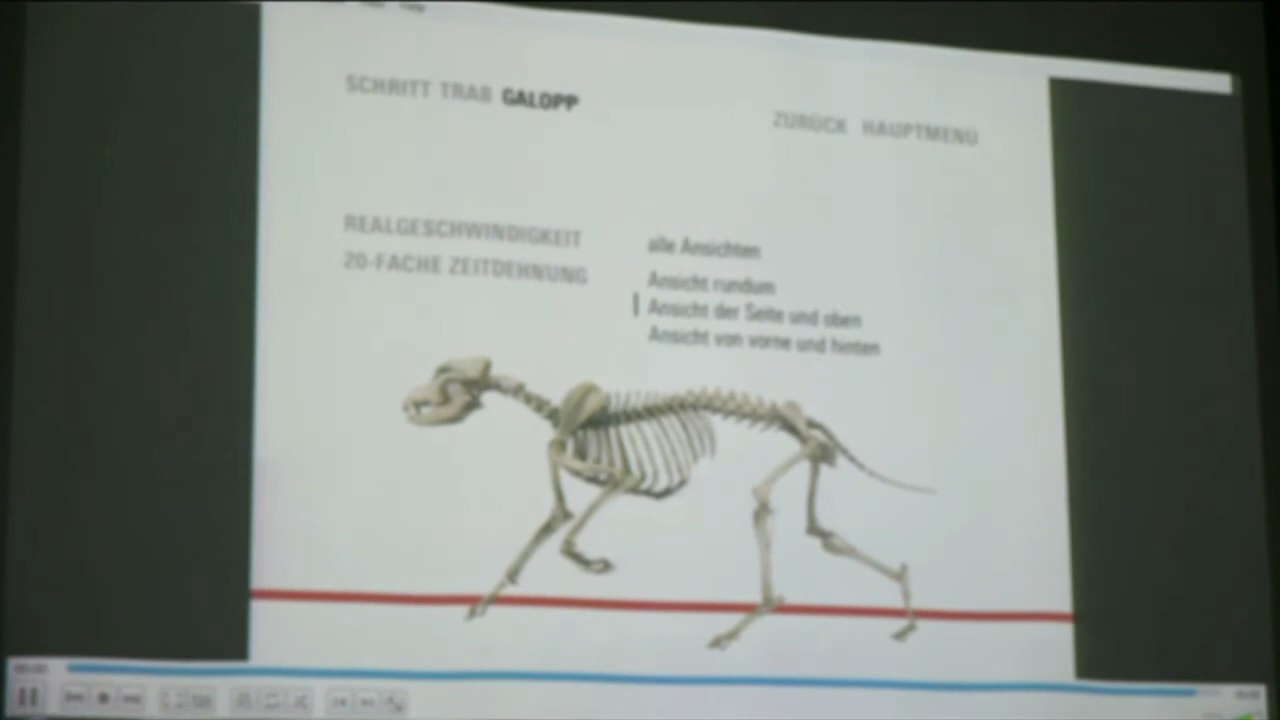 SCHRITT TRAB GALOPP
ZURÜCK HAUPTMENÜ
REALGESCHWINDIGKEIT
20-FACHE ZEITDEHNUNG
alle Ansichten
Ansicht rundum
Ansicht der Seite und oben
Ansicht von vorne und hinten